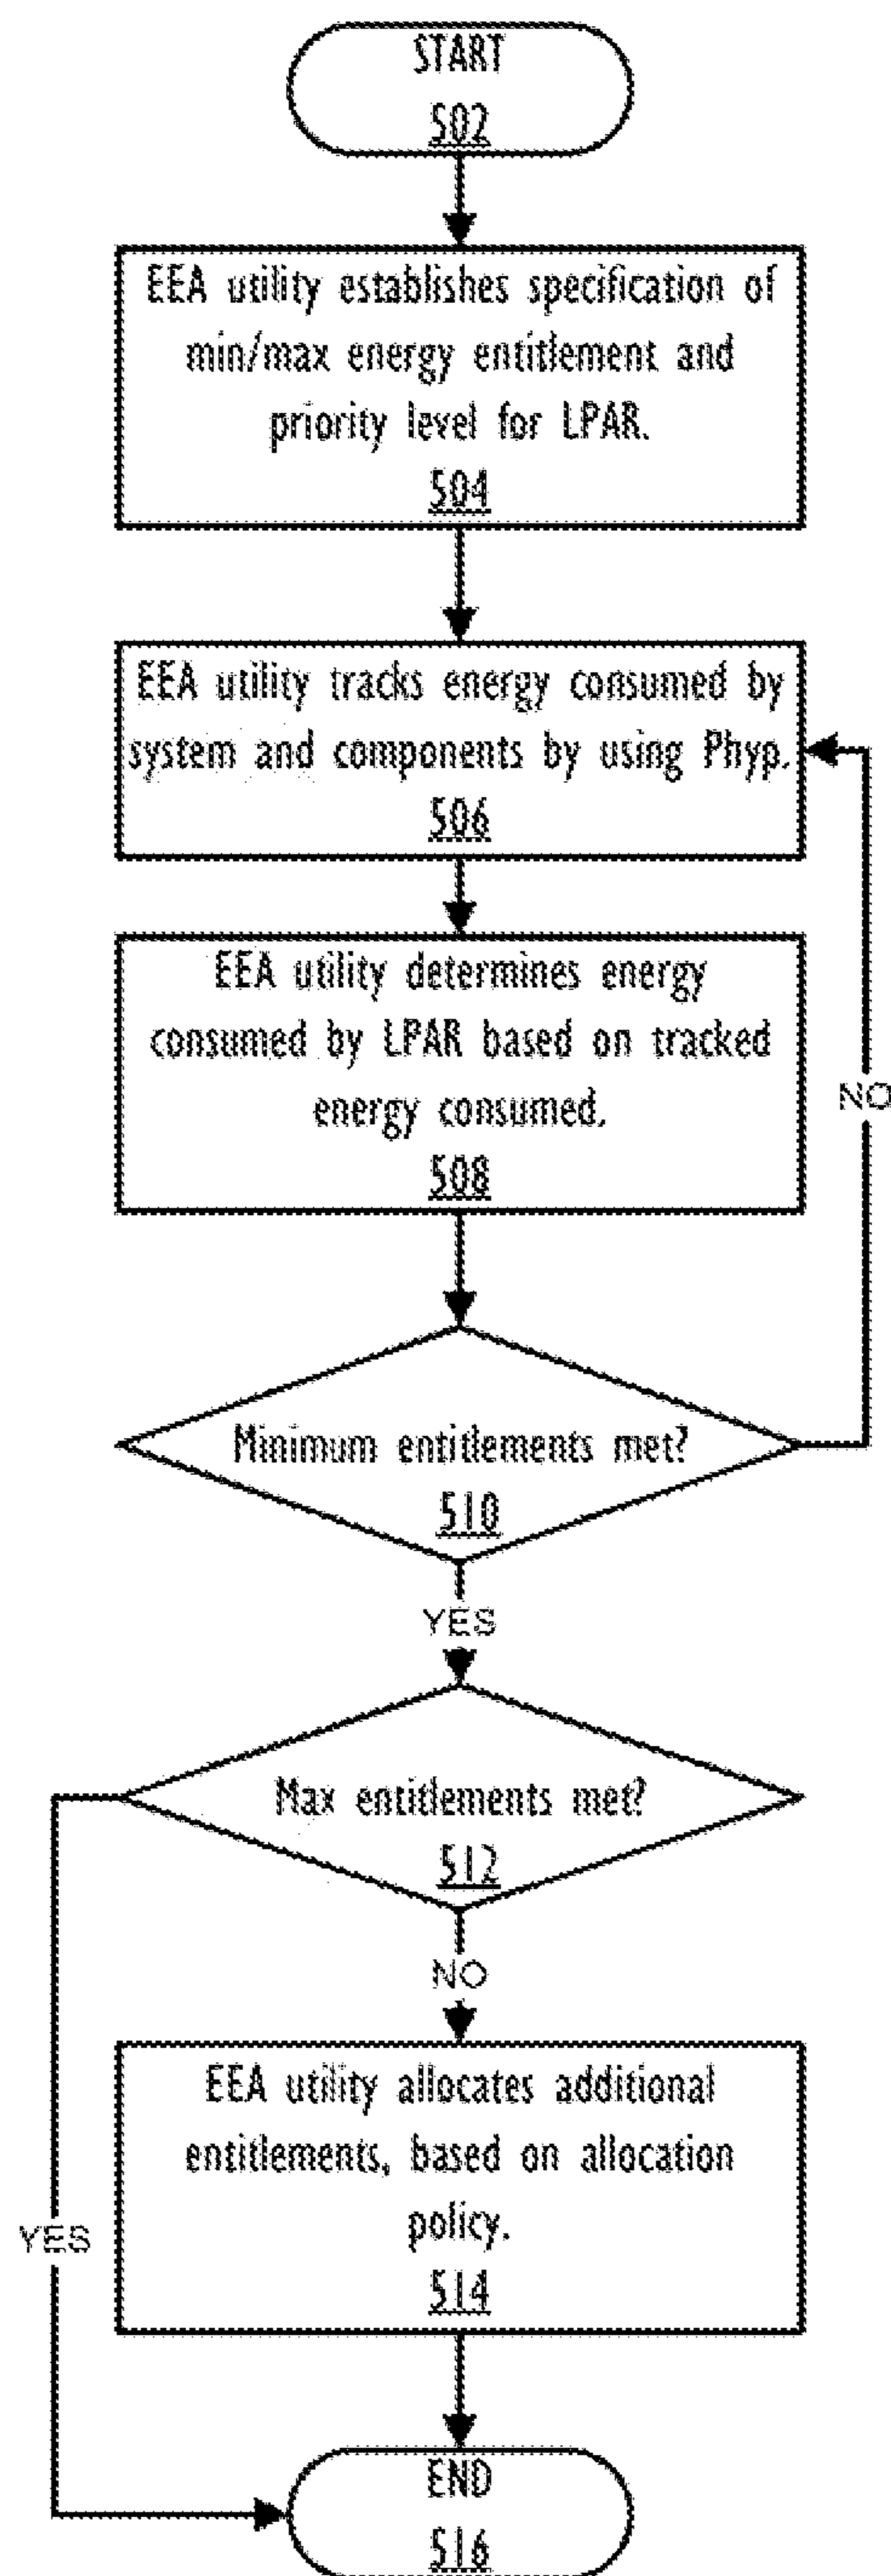 START
502
EEA utility establishes specification of
min/max energy entitlement and
priority level for LPAR.
504
EEA utility tracks energy consumed by
system and components by using Phyp.
506
EEA utility determines energy
consumed by LPAR based on tracked
energy consumed.
508
NO
Minimum entitlements met?
510
YES
Max entitlements met?
512
NO
EEA utility allocates additional
entitlements, based on allocation
policy.
514
YES
END
516